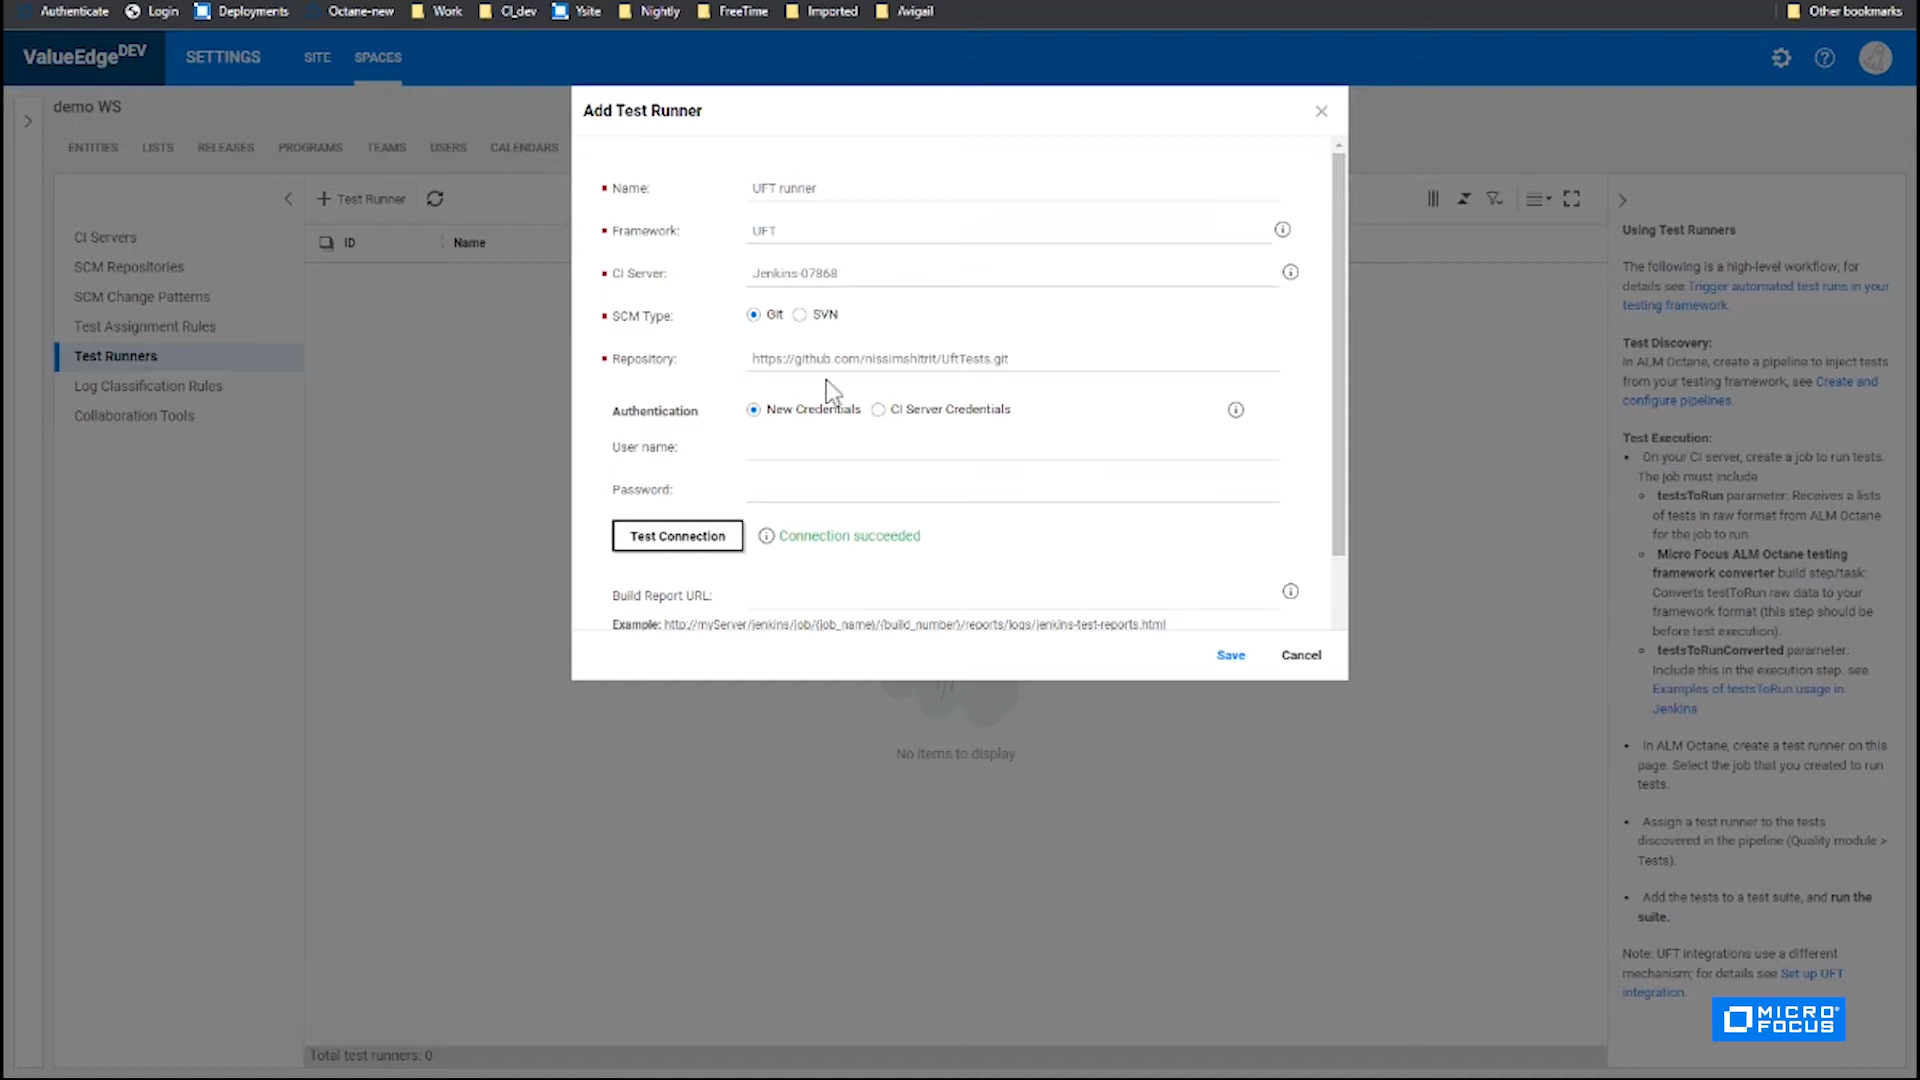 Authenticate Login Deployments Octane-new Work CI_dev Ysite Nightly FreeTime Imported Avigail Other bookmarks
ValueEdgeDEV SETTINGS SITE SPACES
demo WS
ENTITIES LISTS RELEASES PROGRAMS TEAMS USERS CALENDARS
CI Servers
SCM Repositories
SCM Change Patterns
Test Assignment Rules
Test Runners
Log Classification Rules
Collaboration Tools
Test Runner
ID Name
Add Test Runner
Name: UFT runner
Framework: UFT
CI Server: Jenkins-07868
SCM Type: Git SVN
Repository: https://github.com/nissimshitrit/UftTests.git
Authentication New Credentials CI Server Credentials
User name:
Password:
Test Connection Connection succeeded
Build Report URL:
Example: http://myServer/jenkins/job/{job_name}/{build_number}/reports/logs/jenkins-test-reports.html
Save Cancel
No items to display
Total test runners: 0
Using Test Runners
The following is a high-level workflow; for
details see Trigger automated test runs in your
testing framework.
Test Discovery:
In ALM Octane, create a pipeline to inject tests
from your testing framework, see Create and
configure pipelines.
Test Execution:
On your CI server, create a job to run tests.
The job must include
testsToRun parameter: Receives a lists
of tests in raw format from ALM Octane
for the job to run.
Micro Focus ALM Octane testing
framework converter build step/task:
Converts testToRun raw data to your
framework format (this step should be
before test execution).
testsToRunConverted parameter:
Include this in the execution step. see
Examples of testsToRun usage in
Jenkins
In ALM Octane, create a test runner on this
page. Select the job that you created to run
tests.
Assign a test runner to the tests
discovered in the pipeline (Quality module >
Tests).
Add the tests to a test suite, and run the
suite.
Note: UFT integrations use a different
mechanism; for details see Set up UFT
integration.
MICRO
FOCUS